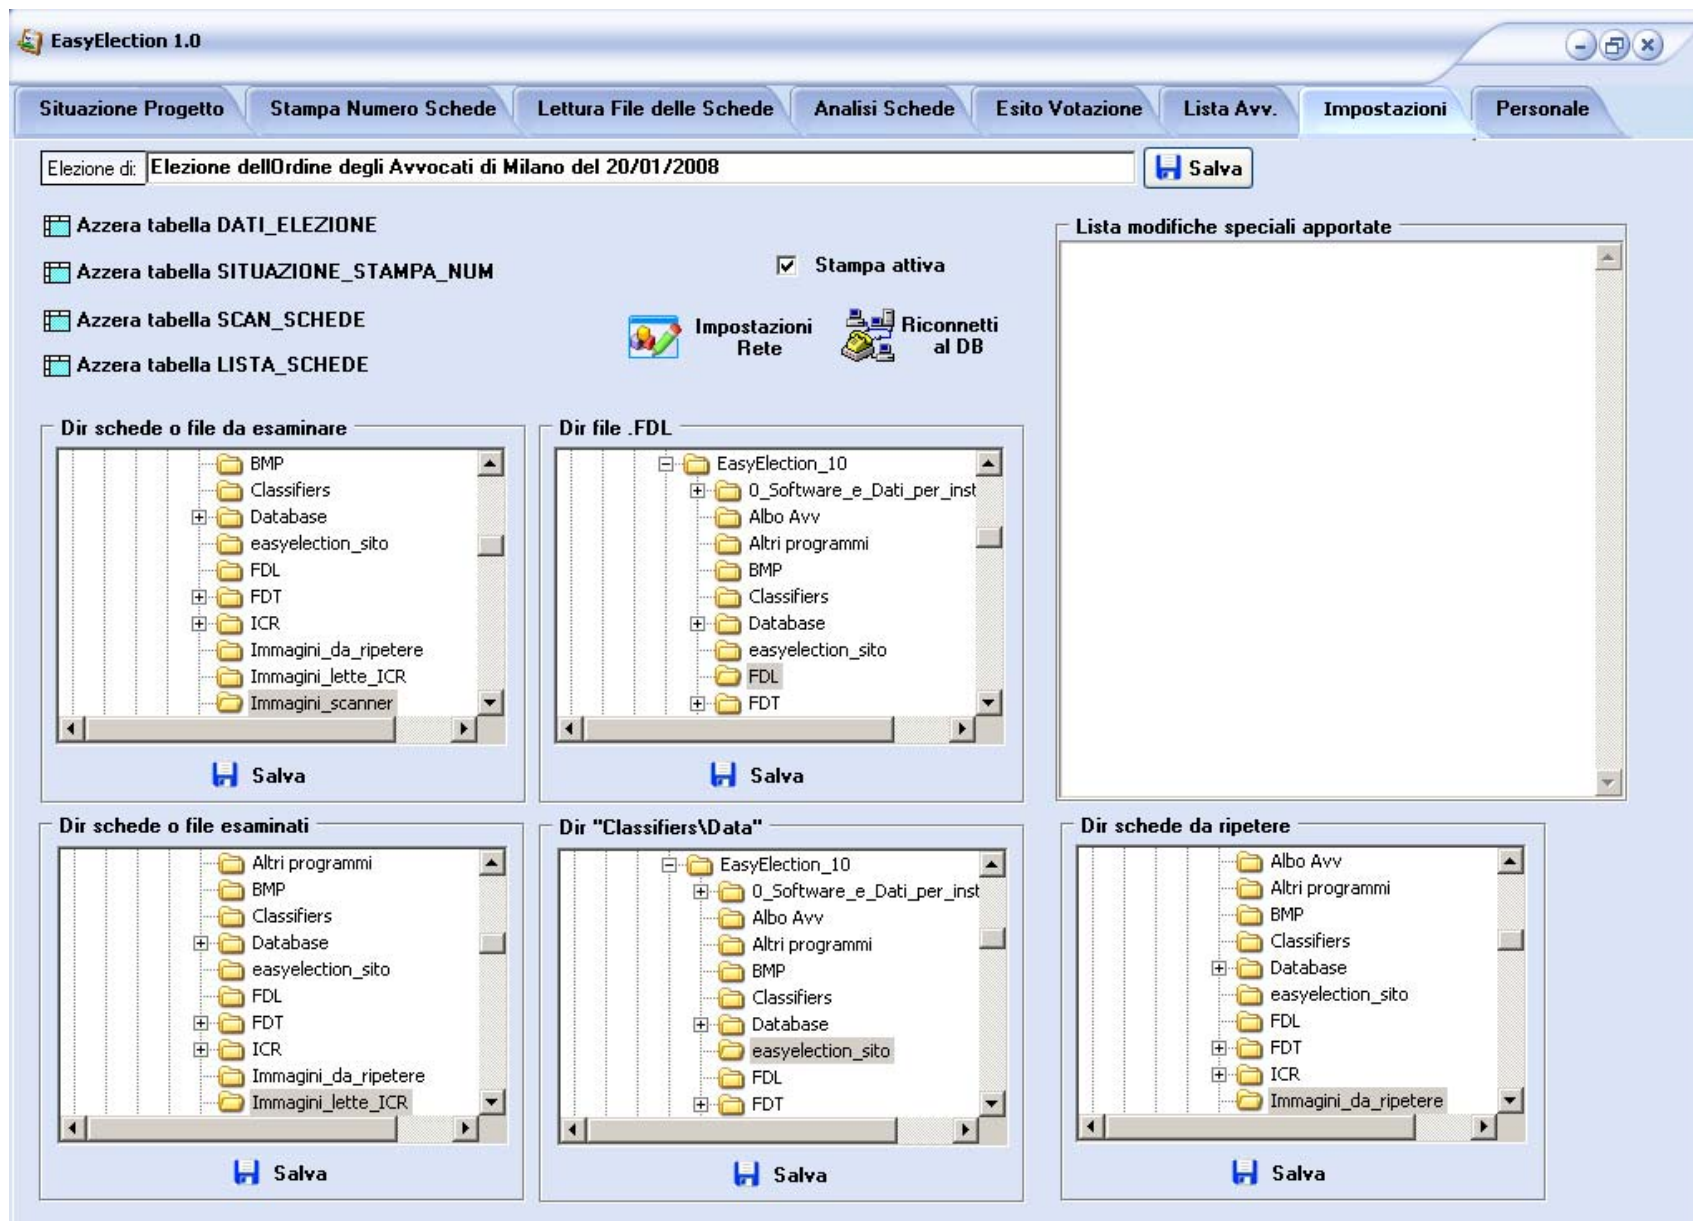 EasyElection 1.0
Situazione Progetto
Stampa Numero Schede
Lettura File delle Schede
Analisi Schede
Esito Votazione
Lista Avv.
Impostazioni
Personale
Elezione di:
Elezione dellOrdine degli Avvocati di Milano del 20/01/2008
Salva
Azzera tabella DATI_ELEZIONE
Azzera tabella SITUAZIONE_STAMPA_NUM
Azzera tabella SCAN_SCHEDE
Azzera tabella LISTA_SCHEDE
Stampa attiva
Impostazioni
Rete
Riconnetti
al DB
Lista modifiche speciali apportate
Dir schede o file da esaminare
BMP
Classifiers
Database
easyelection_sito
FDL
FDT
ICR
Immagini_da_ripetere
Immagini_lette_ICR
Immagini_scanner
Salva
Dir file .FDL
EasyElection_10
0_Software_e_Dati_per_inst
Albo Avv
Altri programmi
BMP
Classifiers
Database
easyelection_sito
FDL
FDT
Salva
Dir schede o file esaminati
Altri programmi
BMP
Classifiers
Database
easyelection_sito
FDL
FDT
ICR
Immagini_da_ripetere
Immagini_lette_ICR
Salva
Dir "Classifiers\Data"
EasyElection_10
0_Software_e_Dati_per_inst
Albo Avv
Altri programmi
BMP
Classifiers
Database
easyelection_sito
FDL
FDT
Salva
Dir schede da ripetere
Albo Avv
Altri programmi
BMP
Classifiers
Database
easyelection_sito
FDL
FDT
ICR
Immagini_da_ripetere
Salva